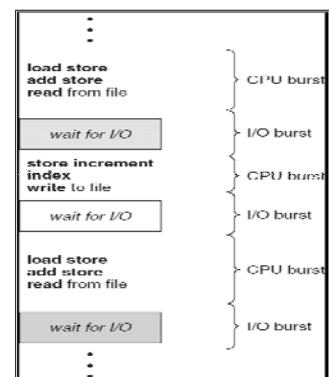 load store
add store
read from file
CPU burst
wait for I/O
I/O burst
store increment
index
write to file
CPU burst
wait for I/O
I/O burst
load store
add store
read from file
CPU burst
wait for I/O
I/O burst